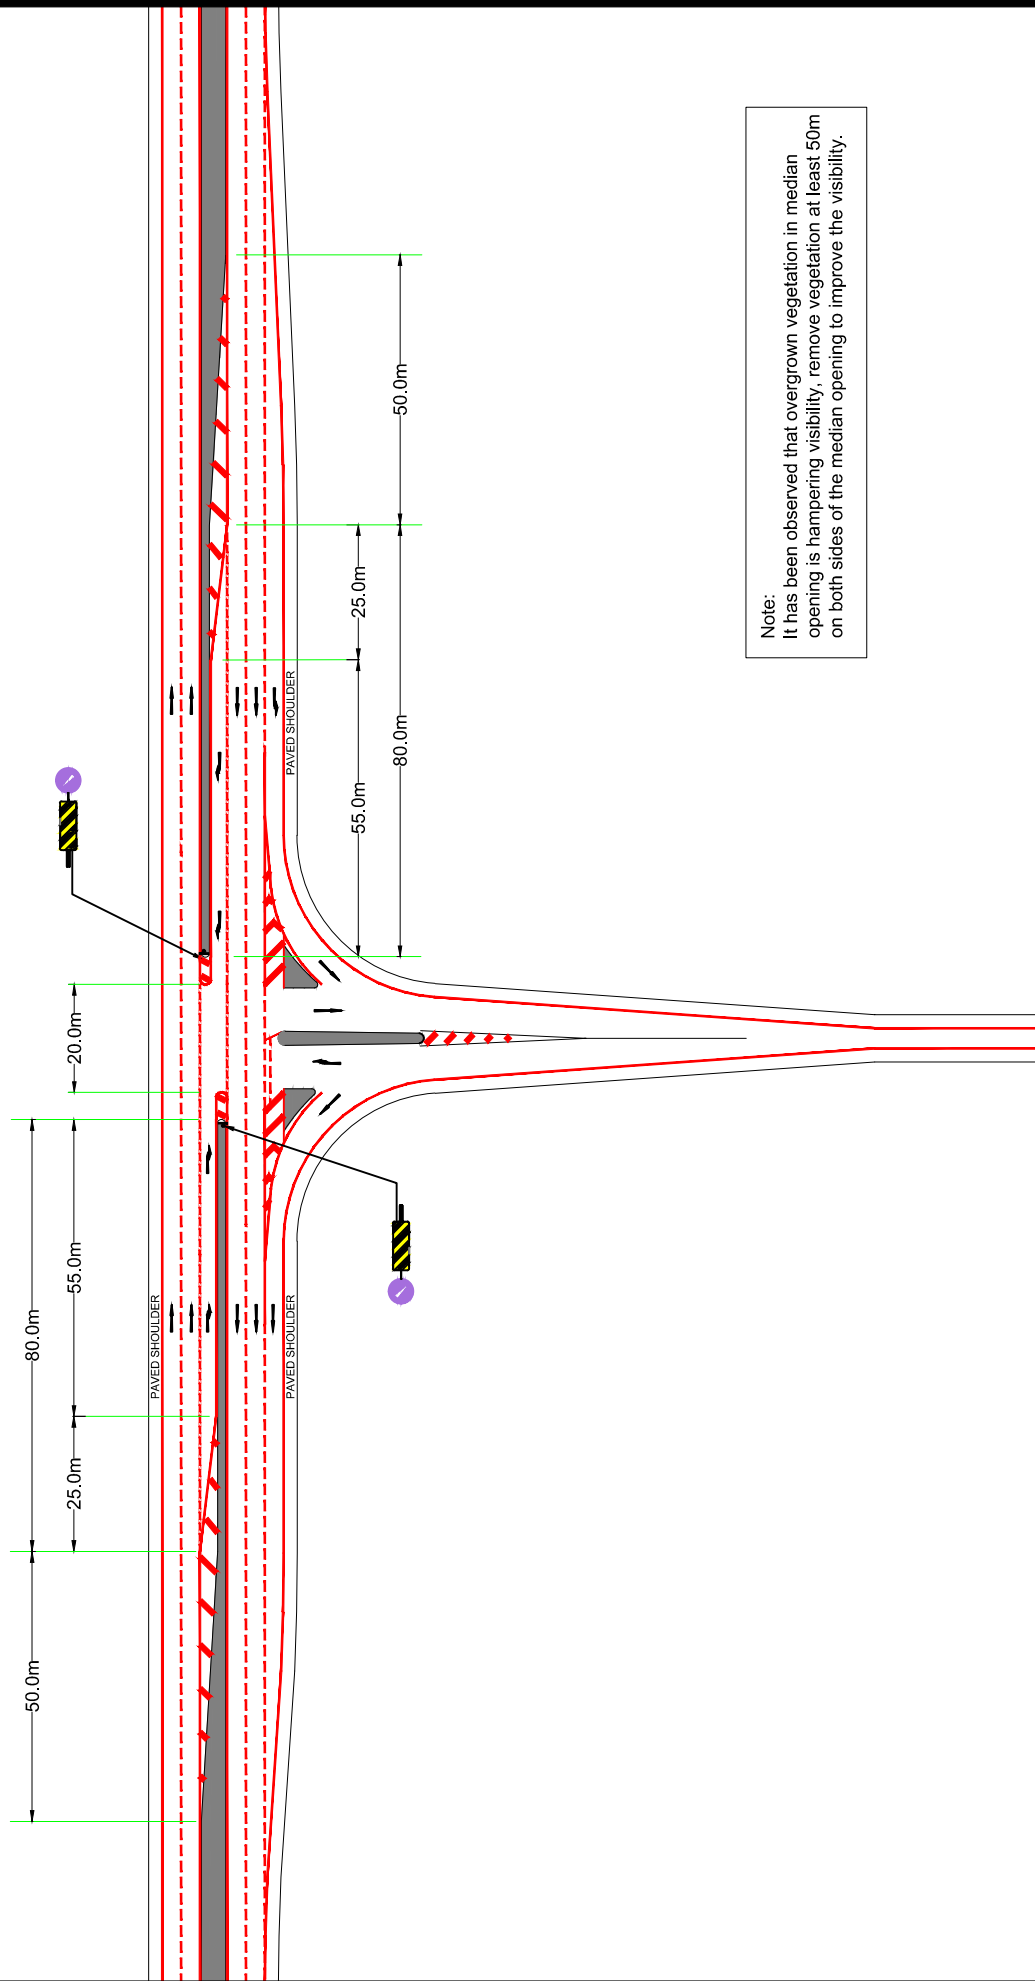 Note:
It has been observed that overgrown vegetation in median
opening is hampering visibility, remove vegetation at least 50m
on both sides of the median opening to improve the visibility.
50.0m
25.0m
PAVED SHOULDER
80.0m
55.0m
20.0m
55.0m
80.0m
PAVED SHOULDER
PAVED SHOULDER
25.0m
50.0m